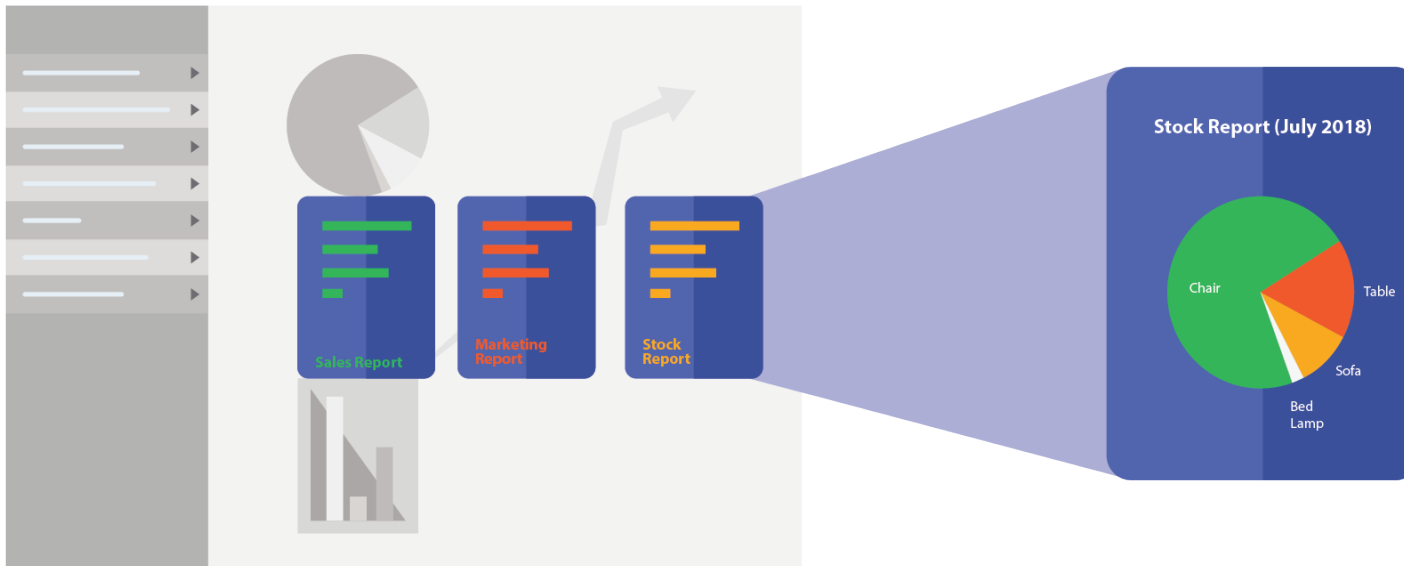 Stock Report (July 2018)
Chair
Table
Sofa
Bed
Lamp
Sales Report
Marketing
Report
Stock
Report